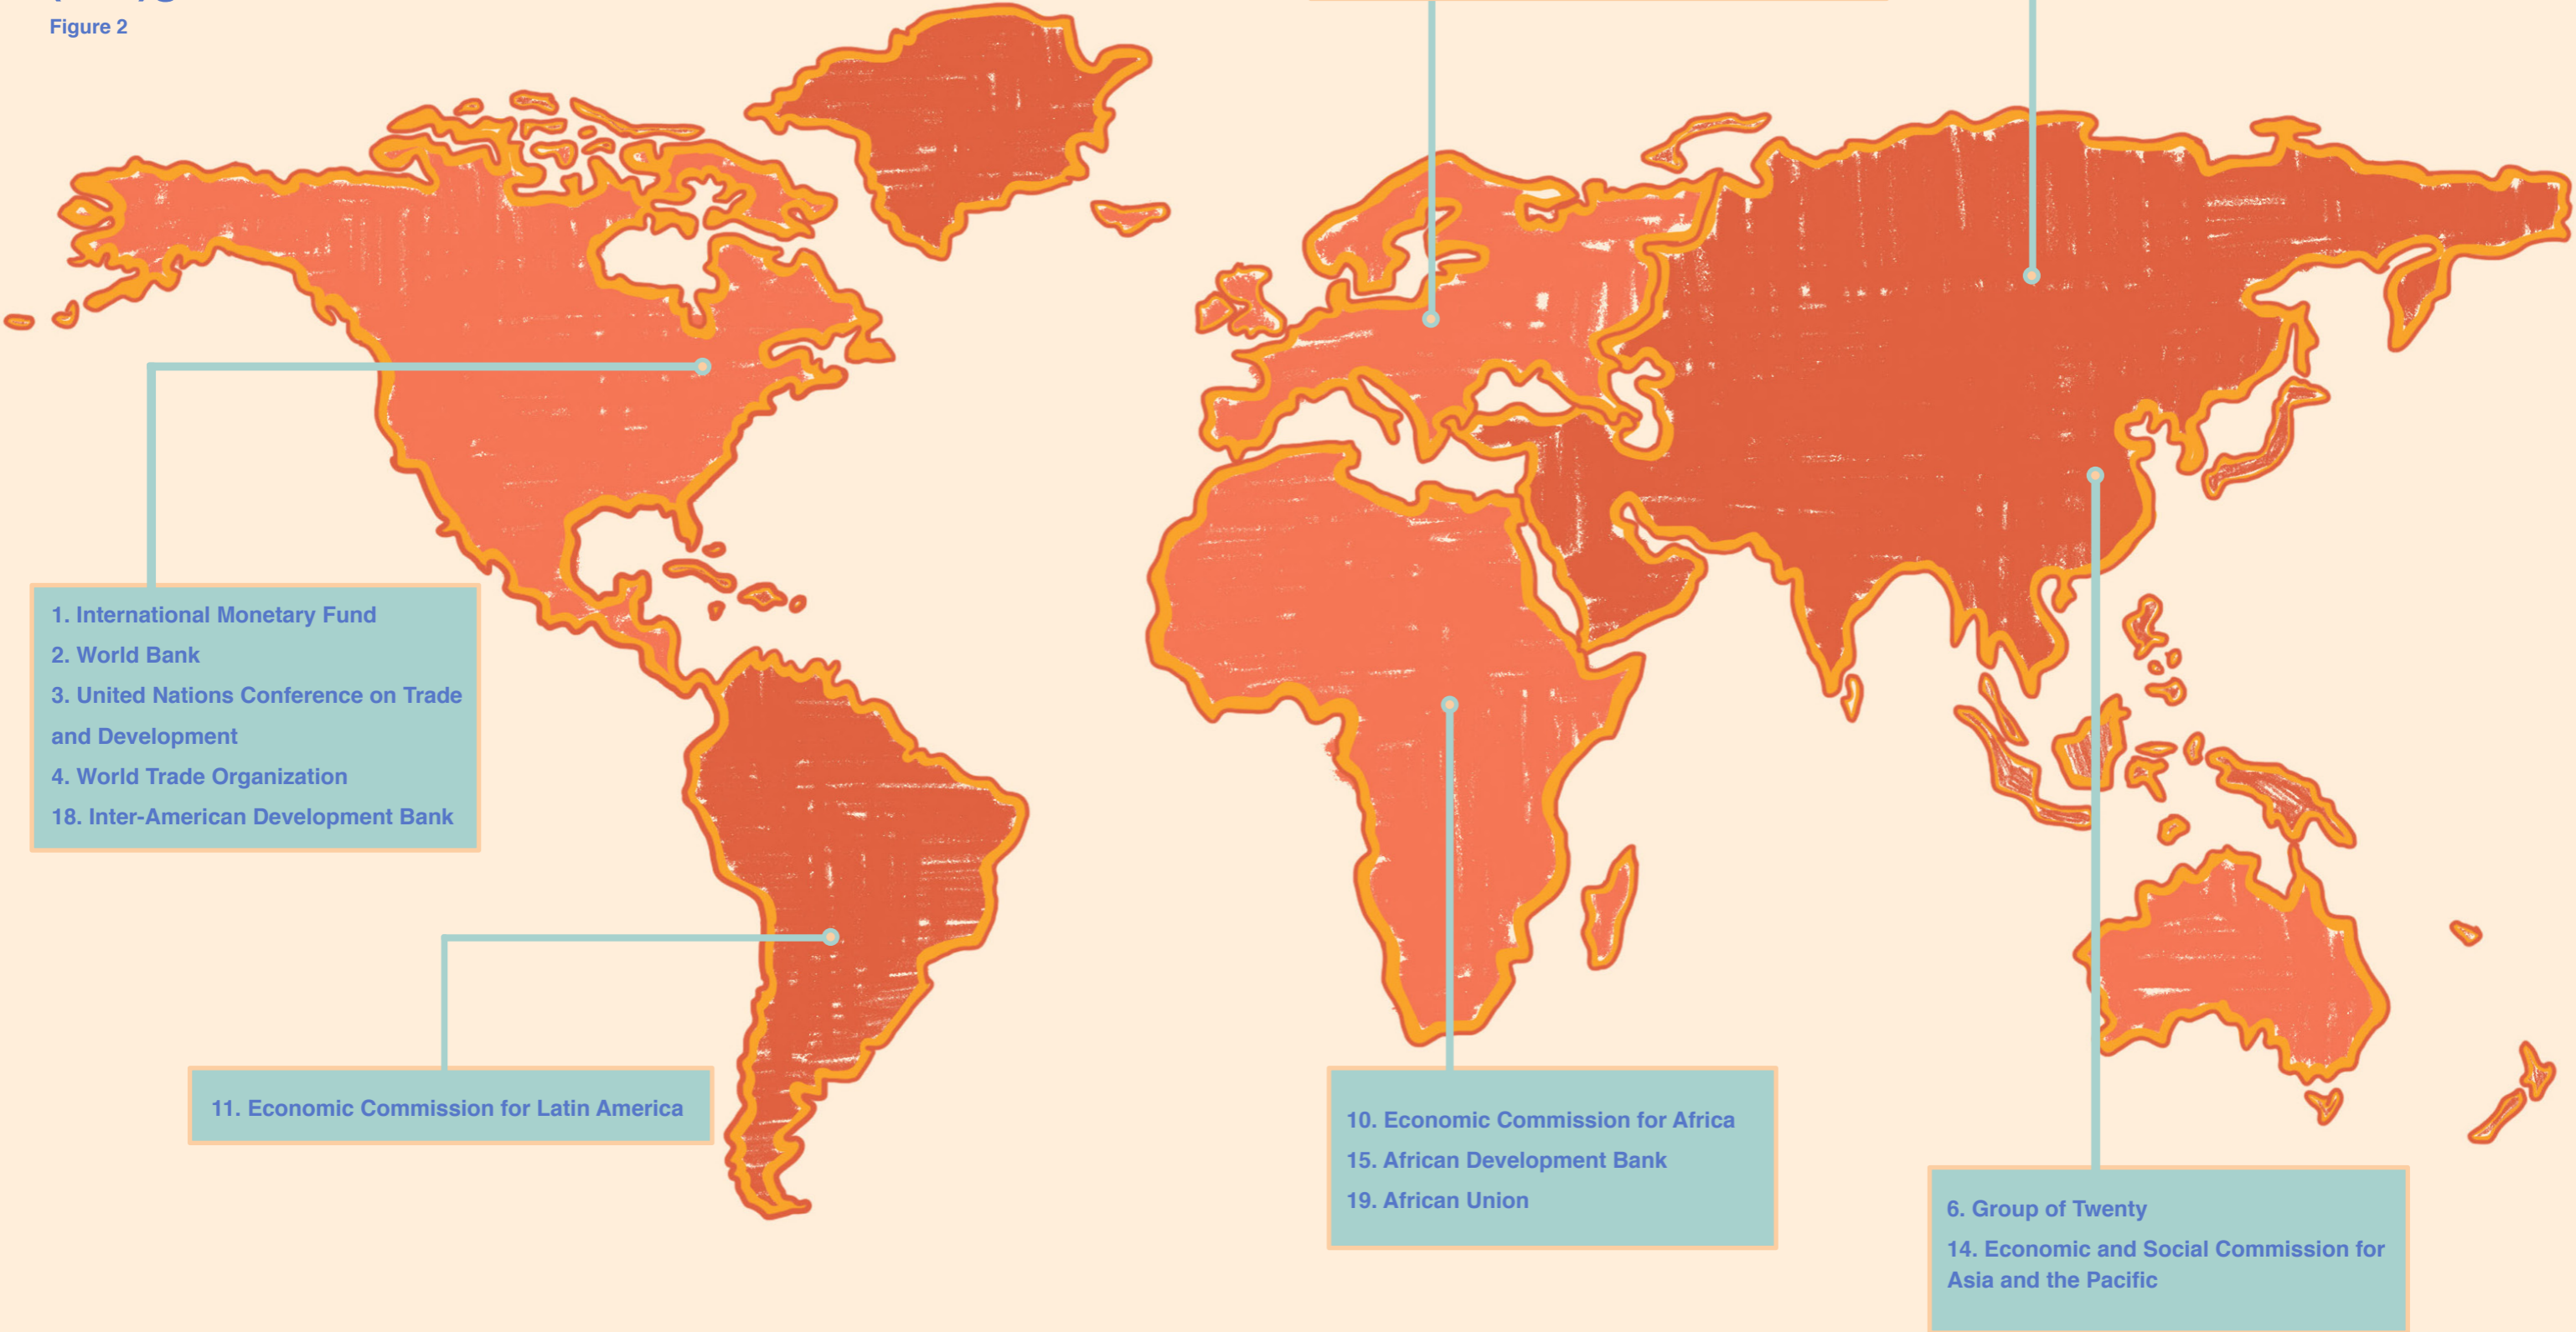 Figure 2
1. International Monetary Fund
2. World Bank
3. United Nations Conference on Trade
and Development
4. World Trade Organization
18. Inter-American Development Bank
11. Economic Commission for Latin America
10. Economic Commission for Africa
15. African Development Bank
19. African Union
6. Group of Twenty
14. Economic and Social Commission for
Asia and the Pacific